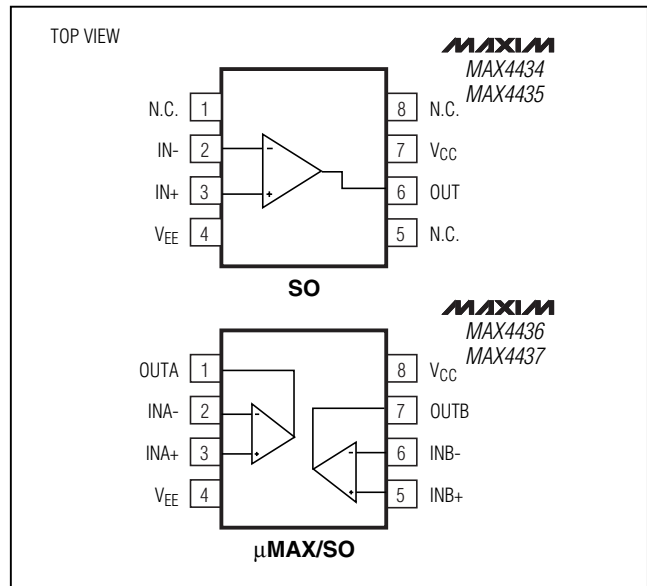 TOP VIEW
MAXIM
MAX4434
MAX4435
N.C. 1
IN- 2
IN+ 3
VEE 4
8 N.C.
7 VCC
6 OUT
5 N.C.
-
+
SO
MAXIM
MAX4436
MAX4437
OUTA 1
INA- 2
INA+ 3
VEE 4
8 VCC
7 OUTB
6 INB-
5 INB+
-
+
-
+
µMAX/SO